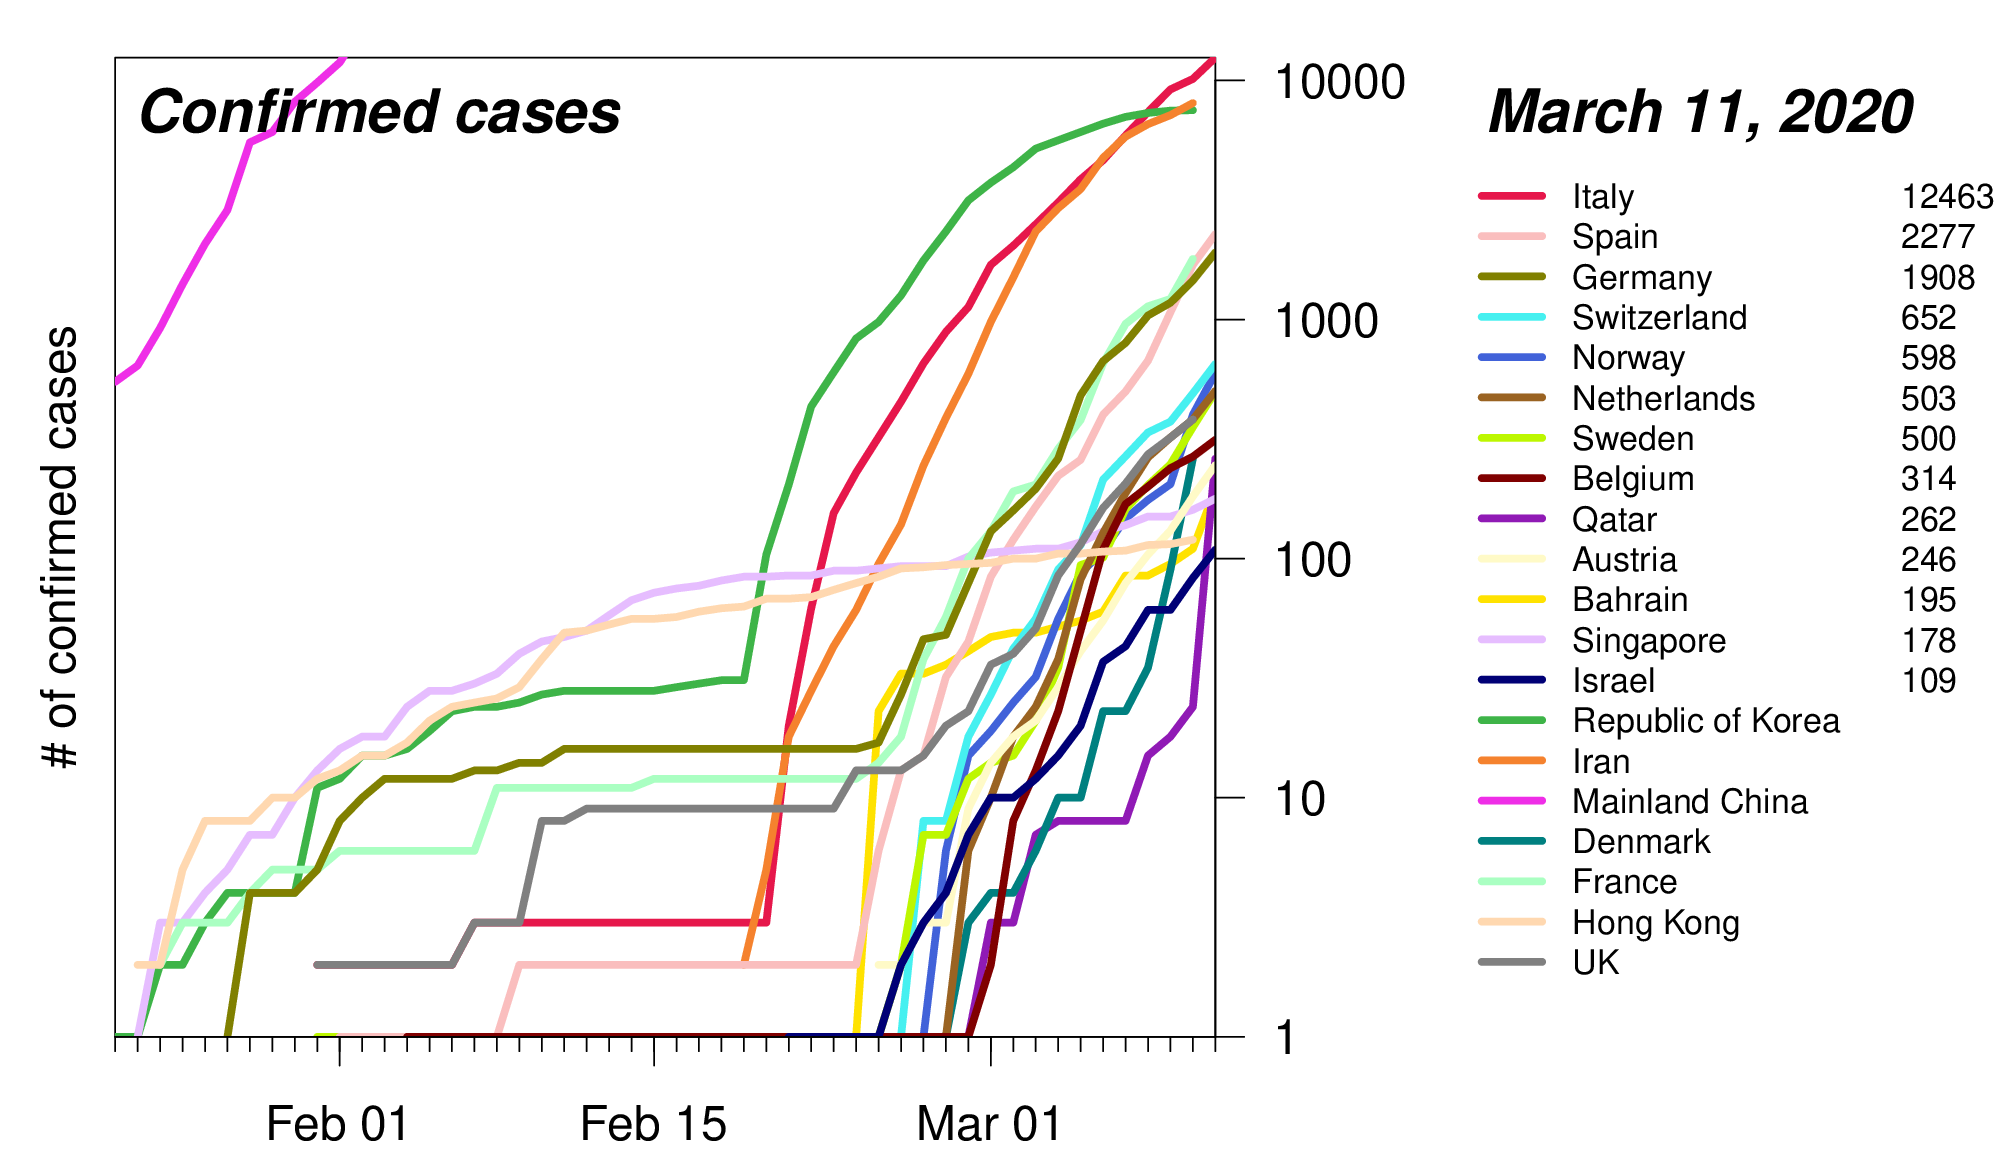 Confirmed cases
# of confirmed cases
10000
1000
100
10
1
Feb 01
Feb 15
Mar 01
March 11, 2020
Italy 12463
Spain 2277
Germany 1908
Switzerland 652
Norway 598
Netherlands 503
Sweden 500
Belgium 314
Qatar 262
Austria 246
Bahrain 195
Singapore 178
Israel 109
Republic of Korea
Iran
Mainland China
Denmark
France
Hong Kong
UK